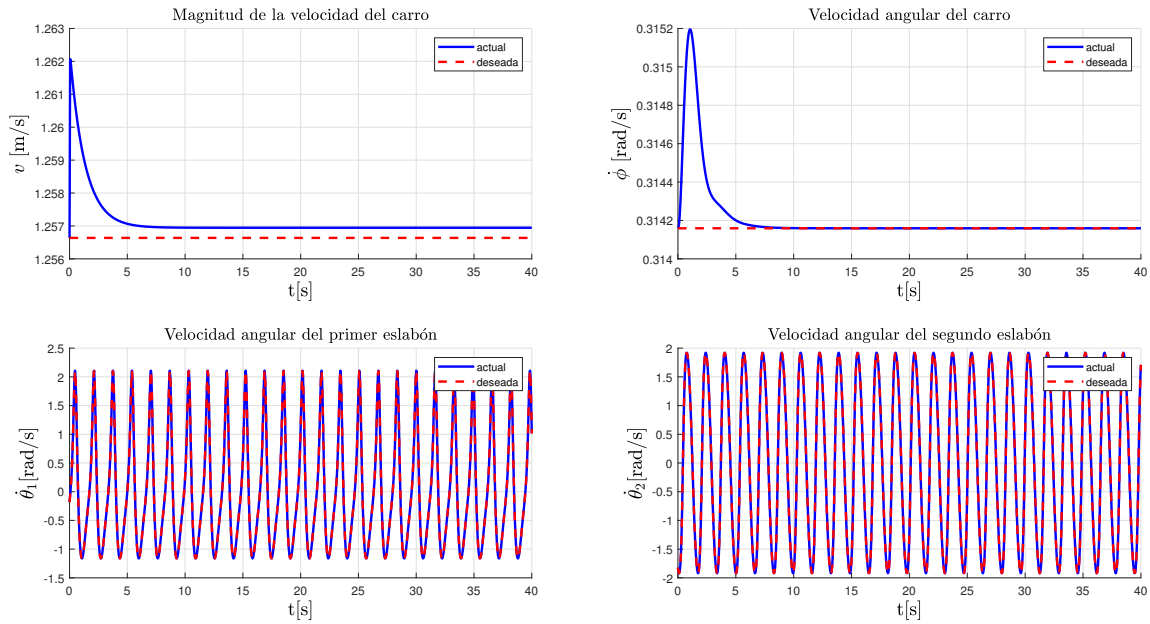 Magnitud de la velocidad del carro
1.263
1.262
1.261
1.26
1.259
1.258
1.257
1.256
v [m/s]
actual
deseada
0 5 10 15 20 25 30 35 40
t[s]
Velocidad angular del carro
0.3152
0.315
0.3148
0.3146
0.3144
0.3142
0.314
ϕ̇ [rad/s]
actual
deseada
0 5 10 15 20 25 30 35 40
t[s]
Velocidad angular del primer eslabón
2.5
2
1.5
1
0.5
0
-0.5
-1
-1.5
θ̇₁[rad/s]
actual
deseada
0 5 10 15 20 25 30 35 40
t[s]
Velocidad angular del segundo eslabón
2
1.5
1
0.5
0
-0.5
-1
-1.5
-2
θ̇₂[rad/s]
actual
deseada
0 5 10 15 20 25 30 35 40
t[s]